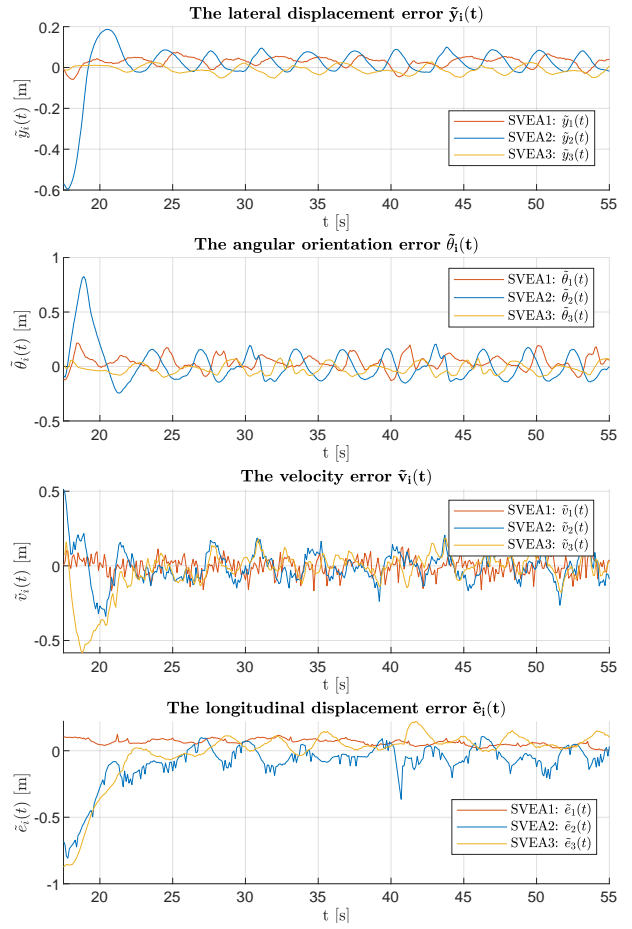 The lateral displacement error ỹᵢ(t)
0.2
0
-0.2
-0.4
-0.6
ỹᵢ(t) [m]
SVEA1: ỹ₁(t)
SVEA2: ỹ₂(t)
SVEA3: ỹ₃(t)
20 25 30 35 40 45 50 55
t [s]
The angular orientation error θ̃ᵢ(t)
1
0.5
0
-0.5
θ̃ᵢ(t) [m]
SVEA1: θ̃₁(t)
SVEA2: θ̃₂(t)
SVEA3: θ̃₃(t)
20 25 30 35 40 45 50 55
t [s]
The velocity error ṽᵢ(t)
0.5
0
-0.5
ṽᵢ(t) [m]
SVEA1: ṽ₁(t)
SVEA2: ṽ₂(t)
SVEA3: ṽ₃(t)
20 25 30 35 40 45 50 55
t [s]
The longitudinal displacement error ẽᵢ(t)
0
-0.5
-1
ẽᵢ(t) [m]
SVEA1: ẽ₁(t)
SVEA2: ẽ₂(t)
SVEA3: ẽ₃(t)
20 25 30 35 40 45 50 55
t [s]